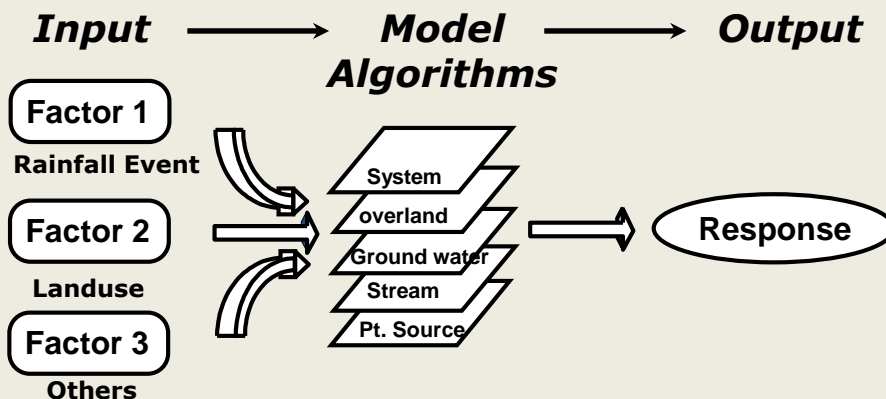 Input
Model
Algorithms
Output
Factor 1
Rainfall Event
Factor 2
Landuse
Factor 3
Others
System
overland
Ground water
Stream
Pt. Source
Response